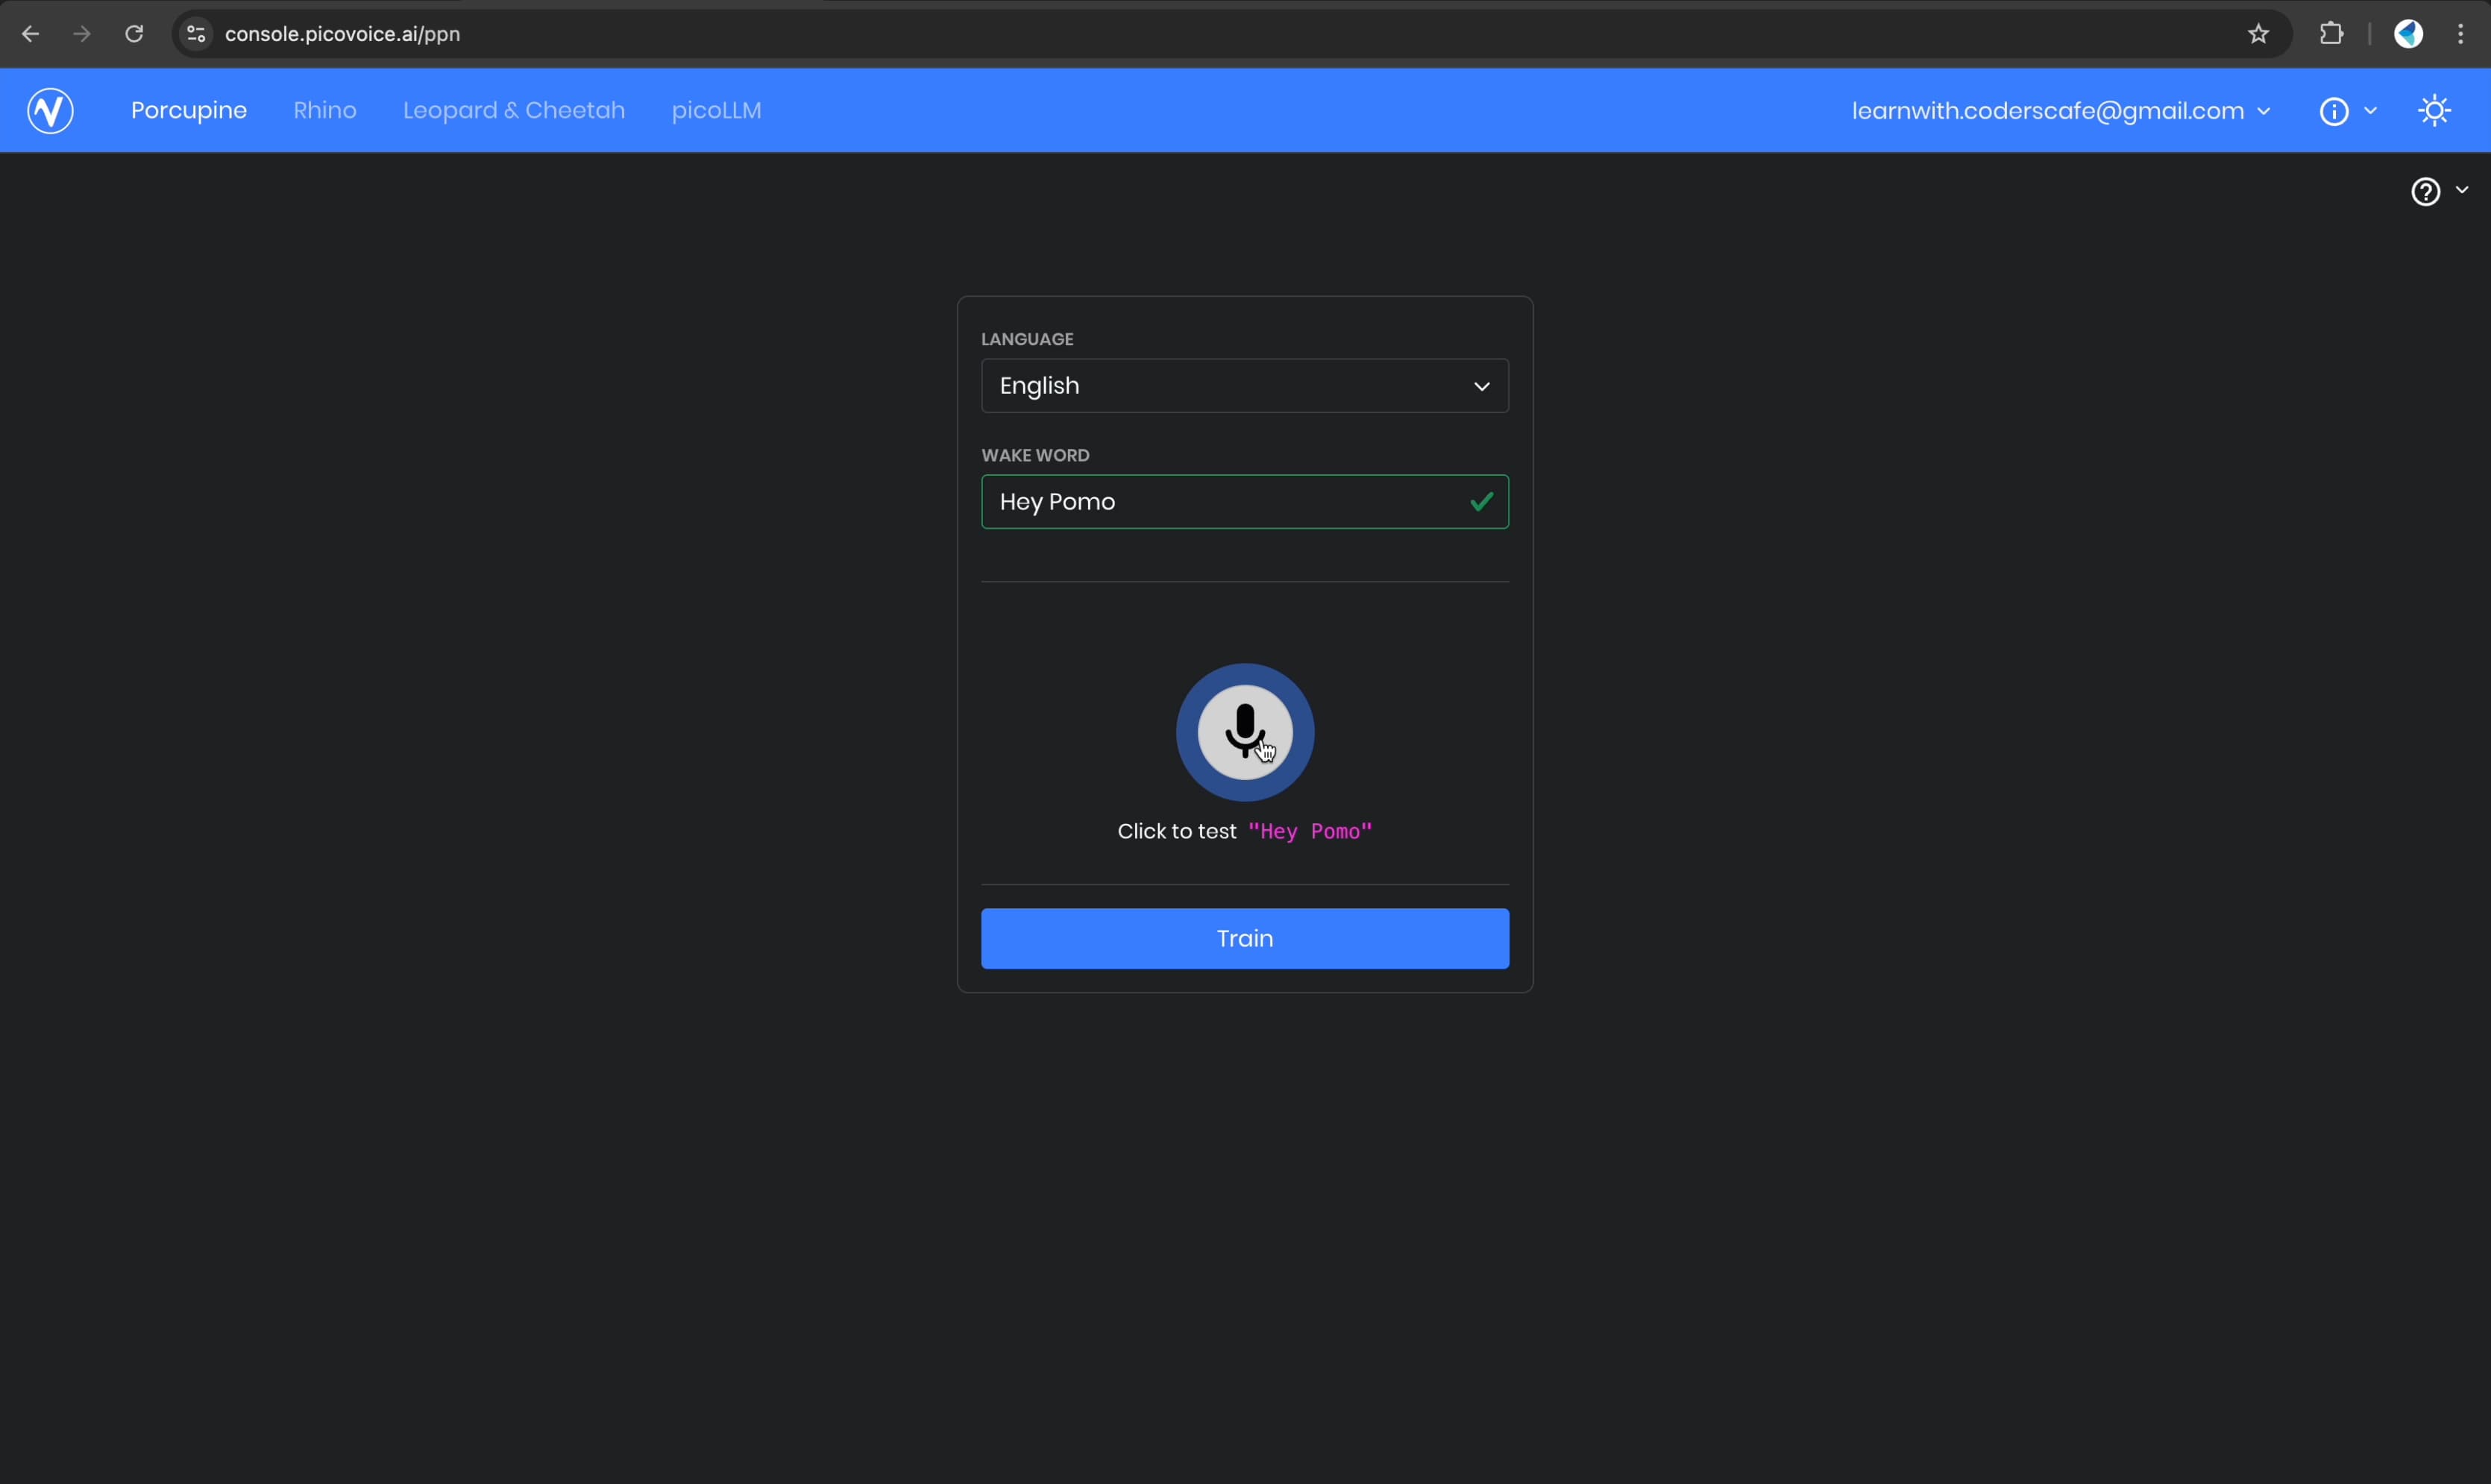 console.picovoice.ai/ppn
Porcupine
Rhino
Leopard & Cheetah
picoLLM
learnwith.coderscafe@gmail.com
LANGUAGE
English
WAKE WORD
Hey Pomo
Click to test "Hey Pomo"
Train